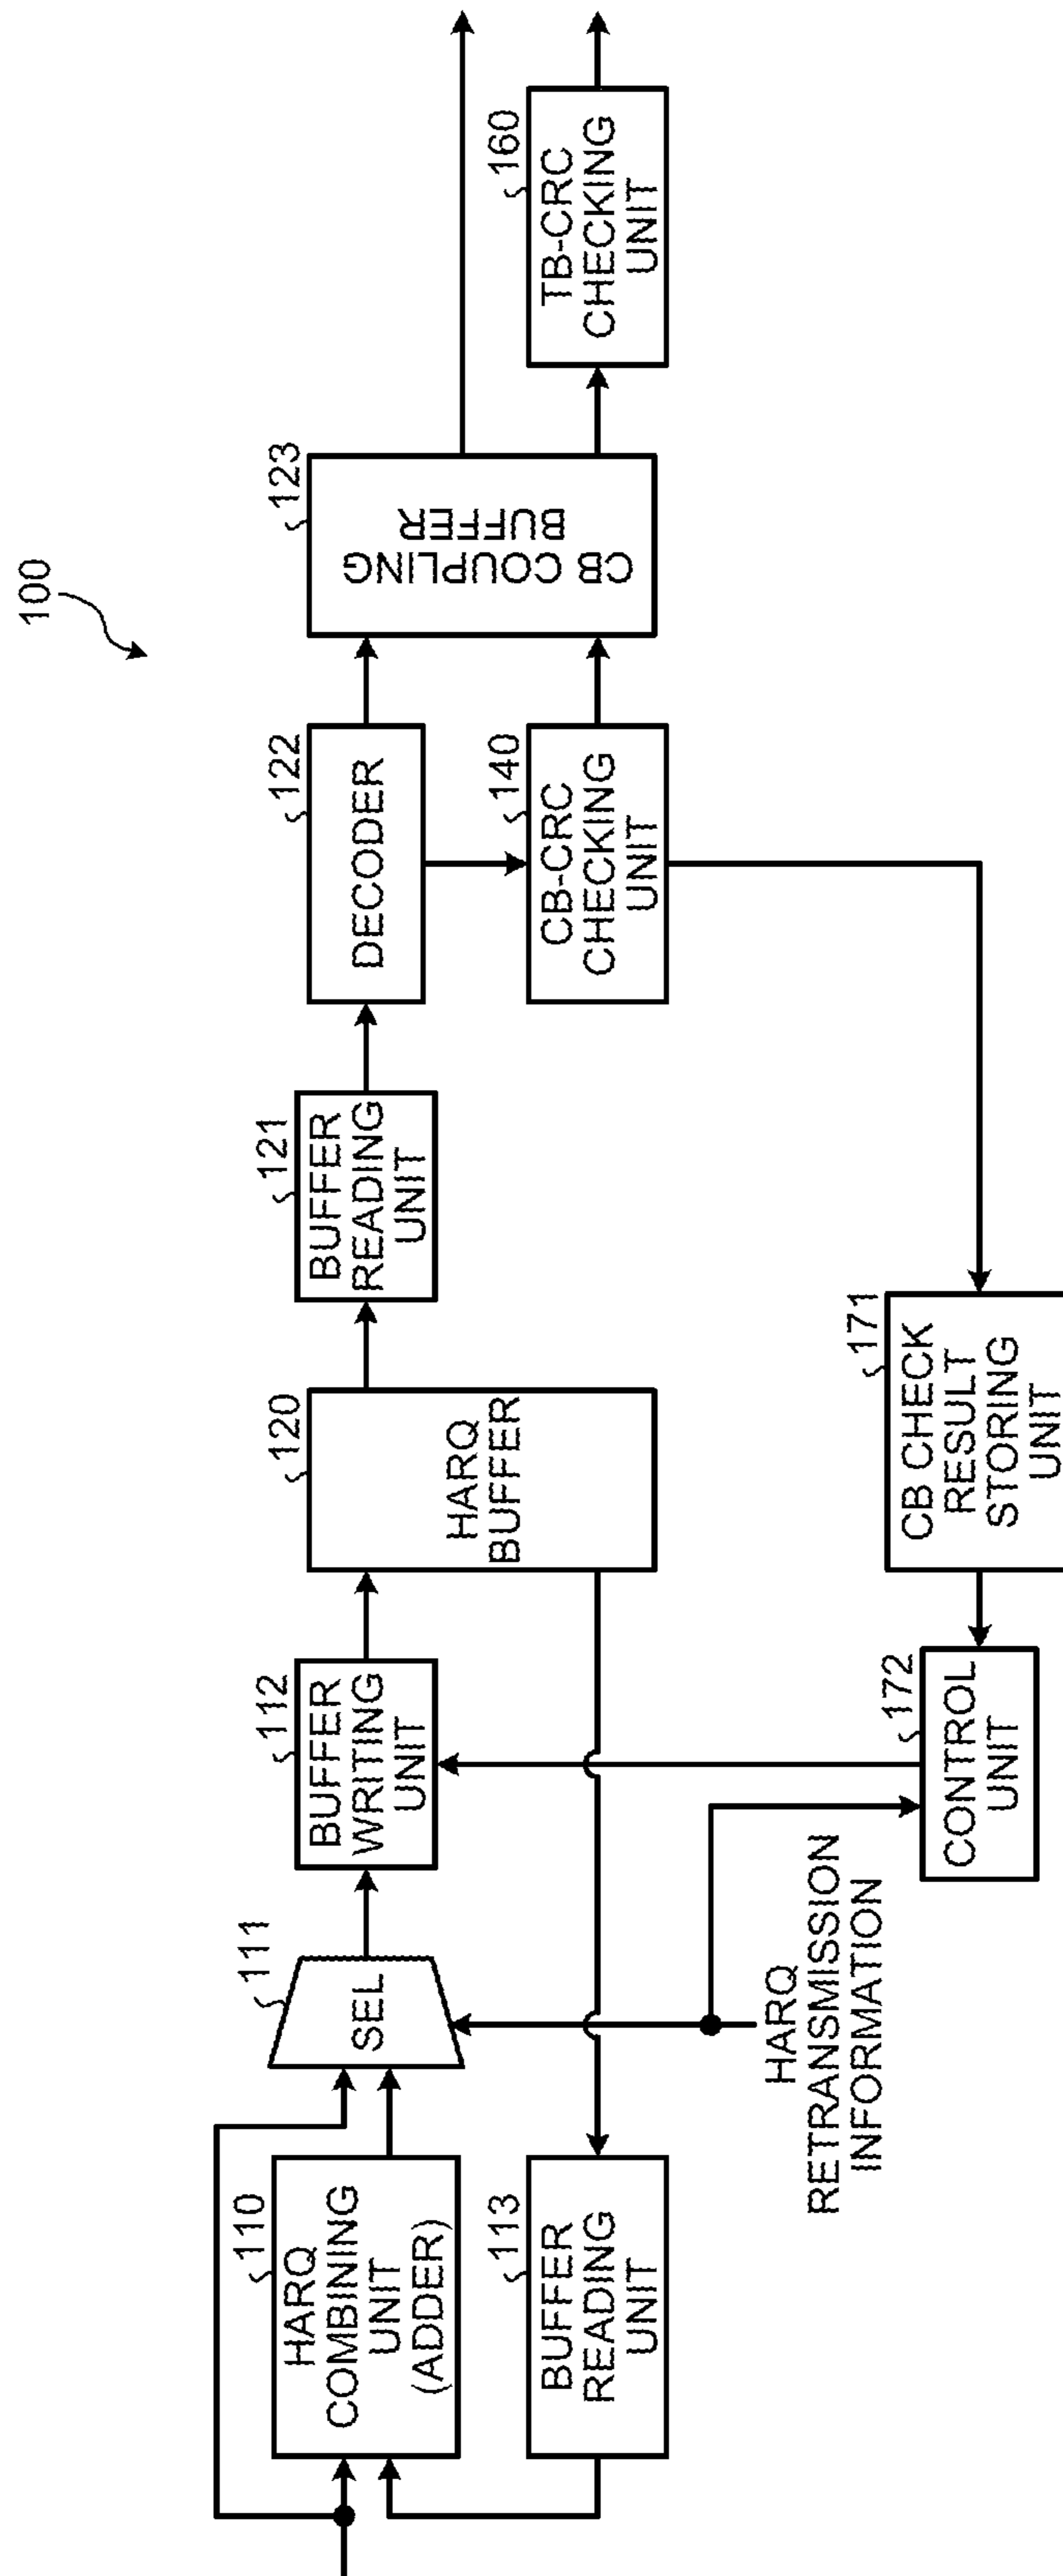 100
110
HARQ
COMBINING
UNIT
(ADDER)
111
SEL
112
BUFFER
WRITING
UNIT
120
HARQ
BUFFER
121
BUFFER
READING
UNIT
122
DECODER
123
CB COUPLING
BUFFER
113
BUFFER
READING
UNIT
140
CB-CRC
CHECKING
UNIT
160
TB-CRC
CHECKING
UNIT
HARQ
RETRANSMISSION
INFORMATION
172
CONTROL
UNIT
171
CB CHECK
RESULT
STORING
UNIT